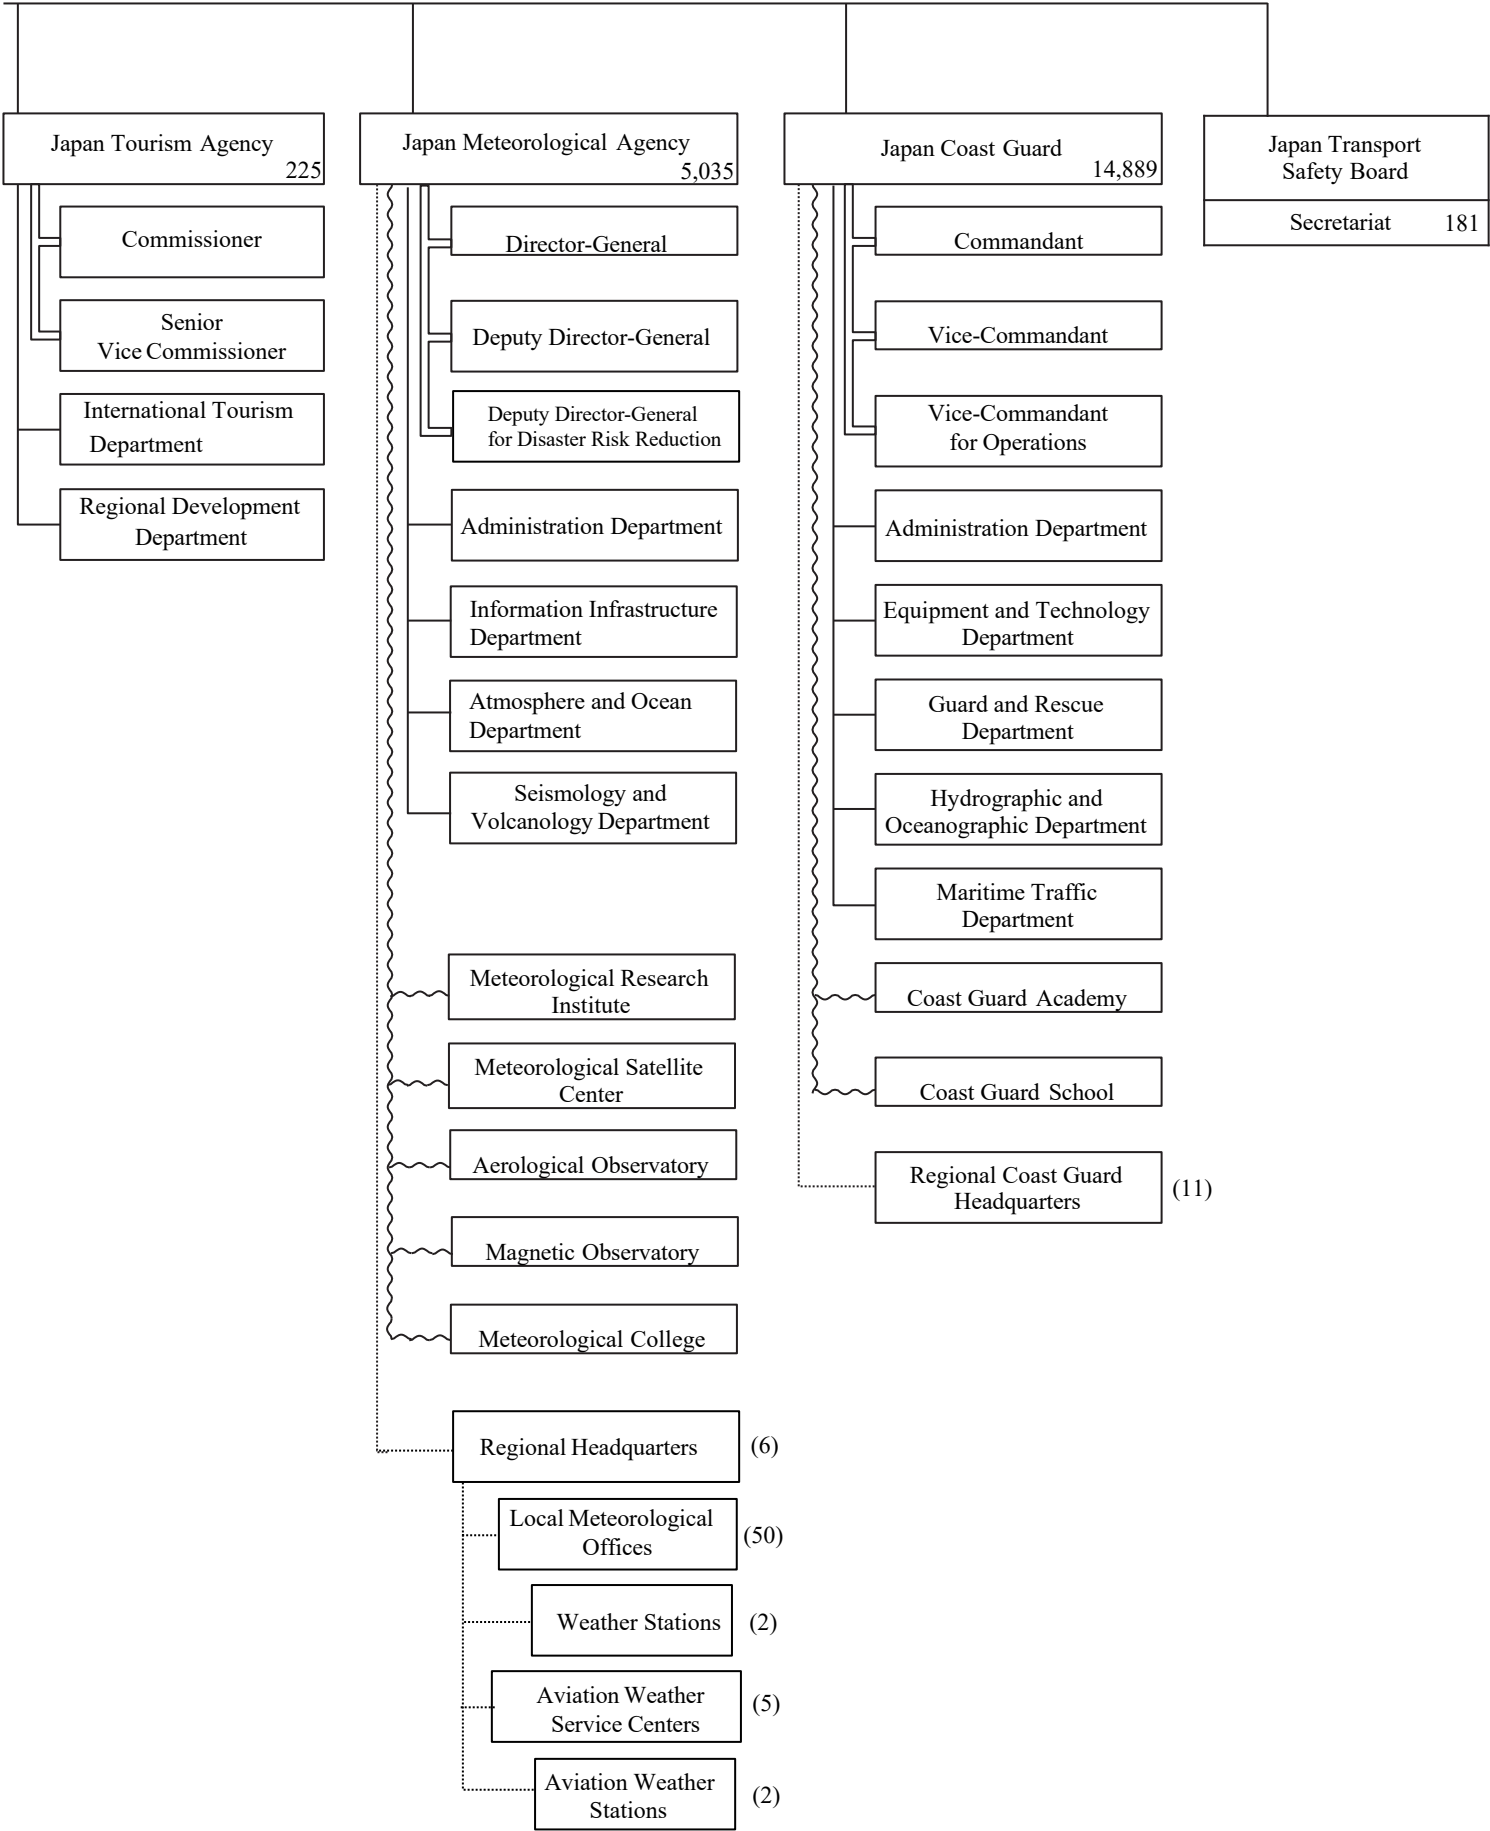 Japan Tourism Agency
225
Commissioner
Senior
Vice Commissioner
International Tourism
Department
Regional Development
Department
Japan Meteorological Agency
5,035
Director-General
Deputy Director-General
Deputy Director-General
for Disaster Risk Reduction
Administration Department
Information Infrastructure
Department
Atmosphere and Ocean
Department
Seismology and
Volcanology Department
Meteorological Research
Institute
Meteorological Satellite
Center
Aerological Observatory
Magnetic Observatory
Meteorological College
Regional Headquarters
(6)
Local Meteorological
Offices
(50)
Weather Stations
(2)
Aviation Weather
Service Centers
(5)
Aviation Weather
Stations
(2)
Japan Coast Guard
14,889
Commandant
Vice-Commandant
Vice-Commandant
for Operations
Administration Department
Equipment and Technology
Department
Guard and Rescue
Department
Hydrographic and
Oceanographic Department
Maritime Traffic
Department
Coast Guard Academy
Coast Guard School
Regional Coast Guard
Headquarters
(11)
Japan Transport
Safety Board
Secretariat 181